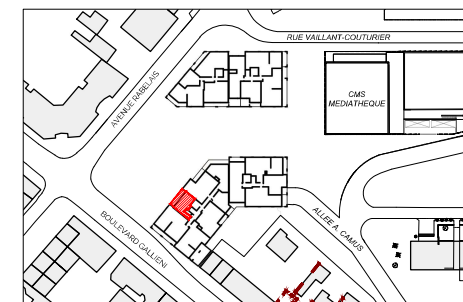 RUE VAILLANT-COUTURIER
AVENUE RABELAIS
CMS
MEDIATHEQUE
ALLEE A. CAMUS
BOULEVARD GALLIENI